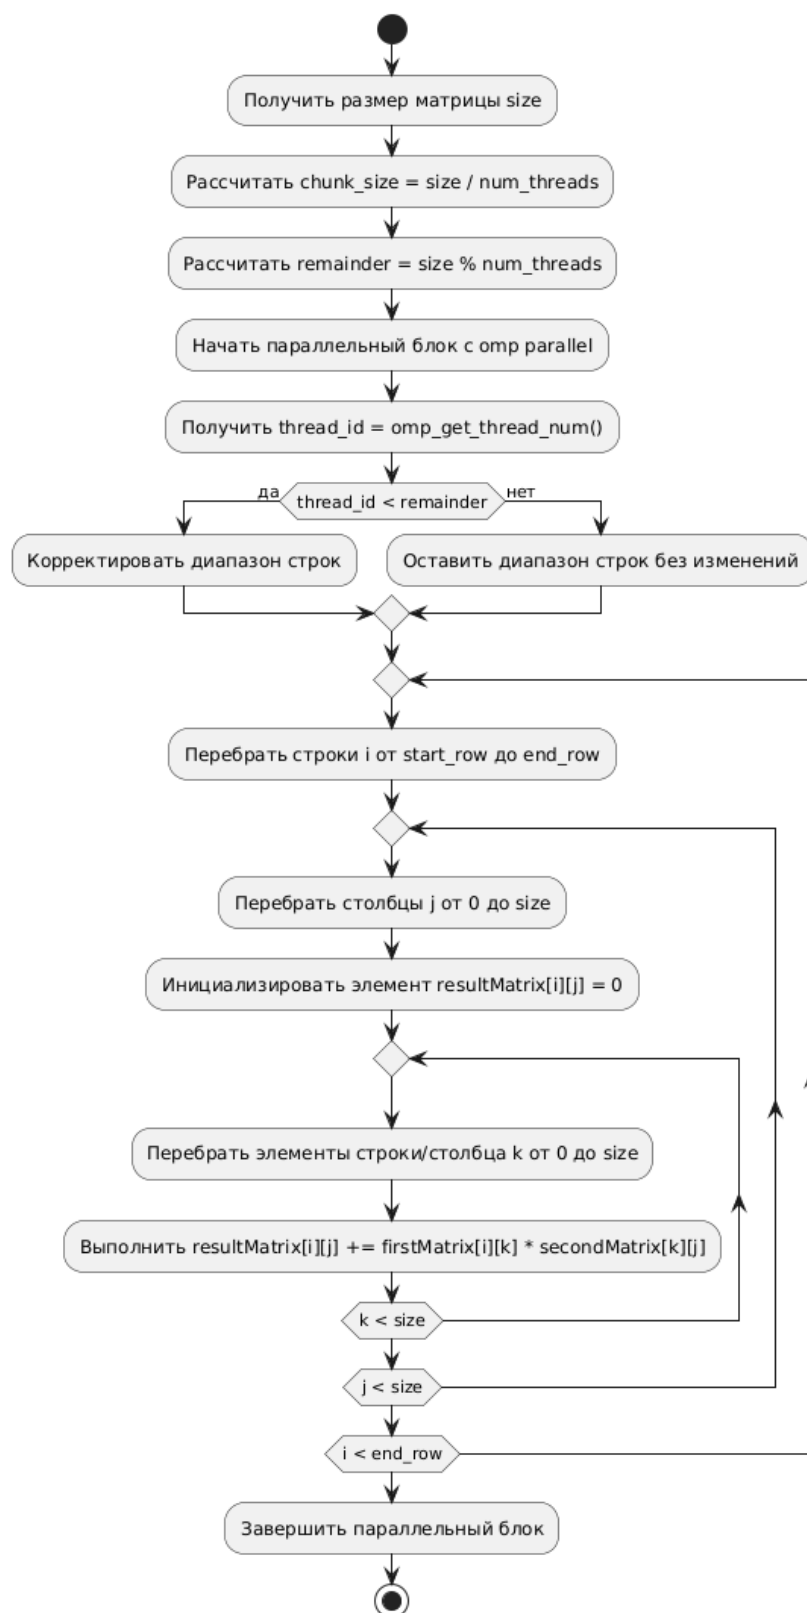 Получить размер матрицы size
Рассчитать chunk_size = size / num_threads
Рассчитать remainder = size % num_threads
Начать параллельный блок с omp parallel
Получить thread_id = omp_get_thread_num()
да
thread_id < remainder
нет
Корректировать диапазон строк
Оставить диапазон строк без изменений
Перебрать строки i от start_row до end_row
Перебрать столбцы j от 0 до size
Инициализировать элемент resultMatrix[i][j] = 0
Перебрать элементы строки/столбца k от 0 до size
Выполнить resultMatrix[i][j] += firstMatrix[i][k] * secondMatrix[k][j]
k < size
j < size
i < end_row
Завершить параллельный блок